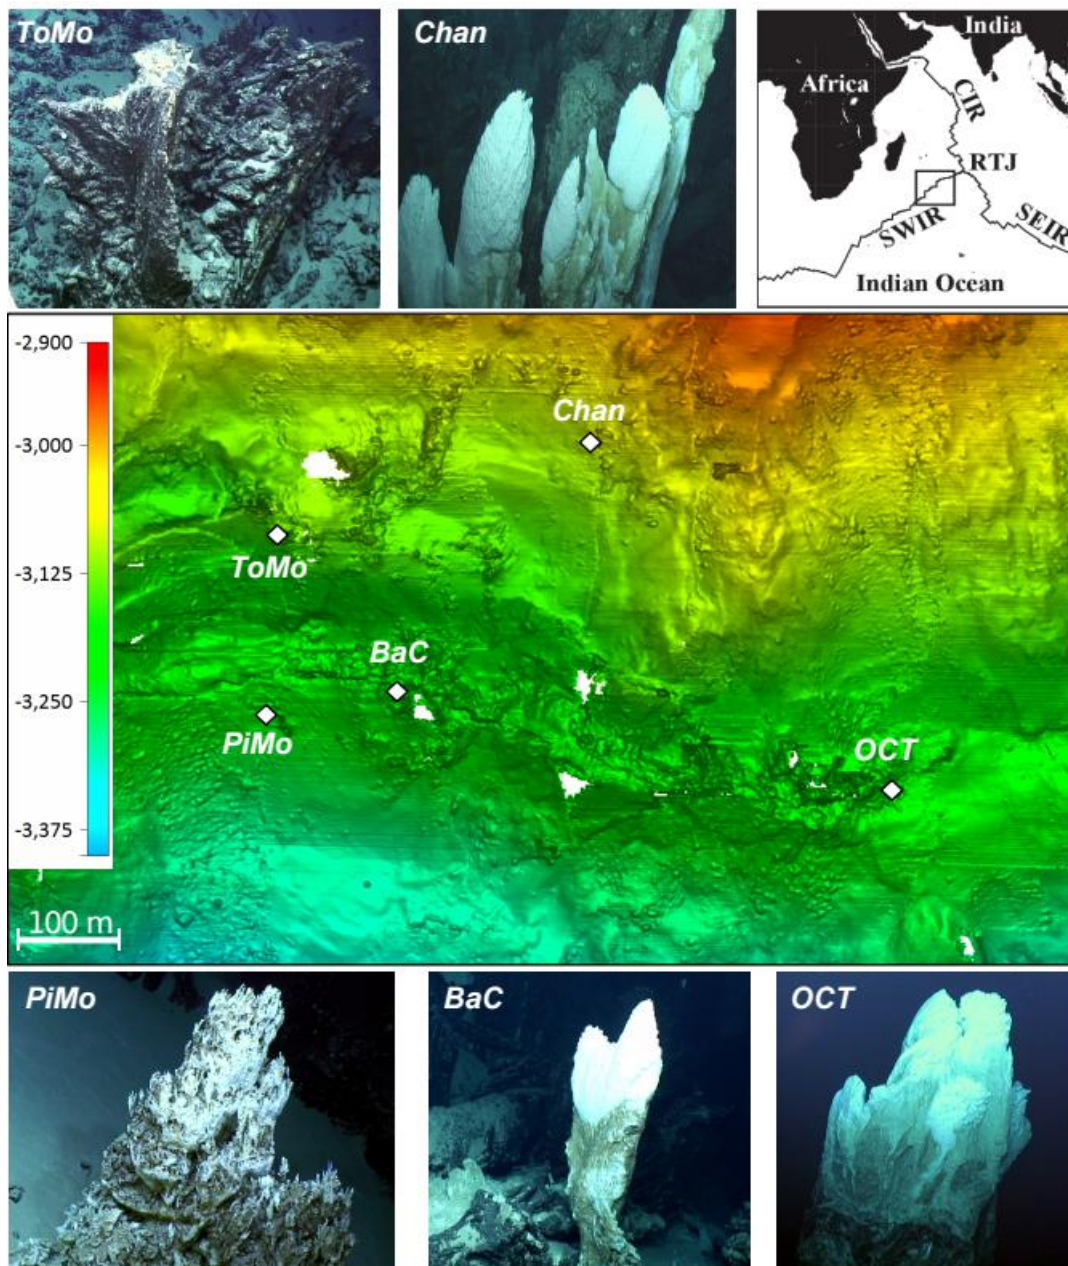 ToMo
Chan
India
Africa
CIR
RTJ
SWIR
SEIR
Indian Ocean
-2,900
-3,000
-3,125
-3,250
-3,375
100 m
Chan
ToMo
BaC
PiMo
OCT
PiMo
BaC
OCT